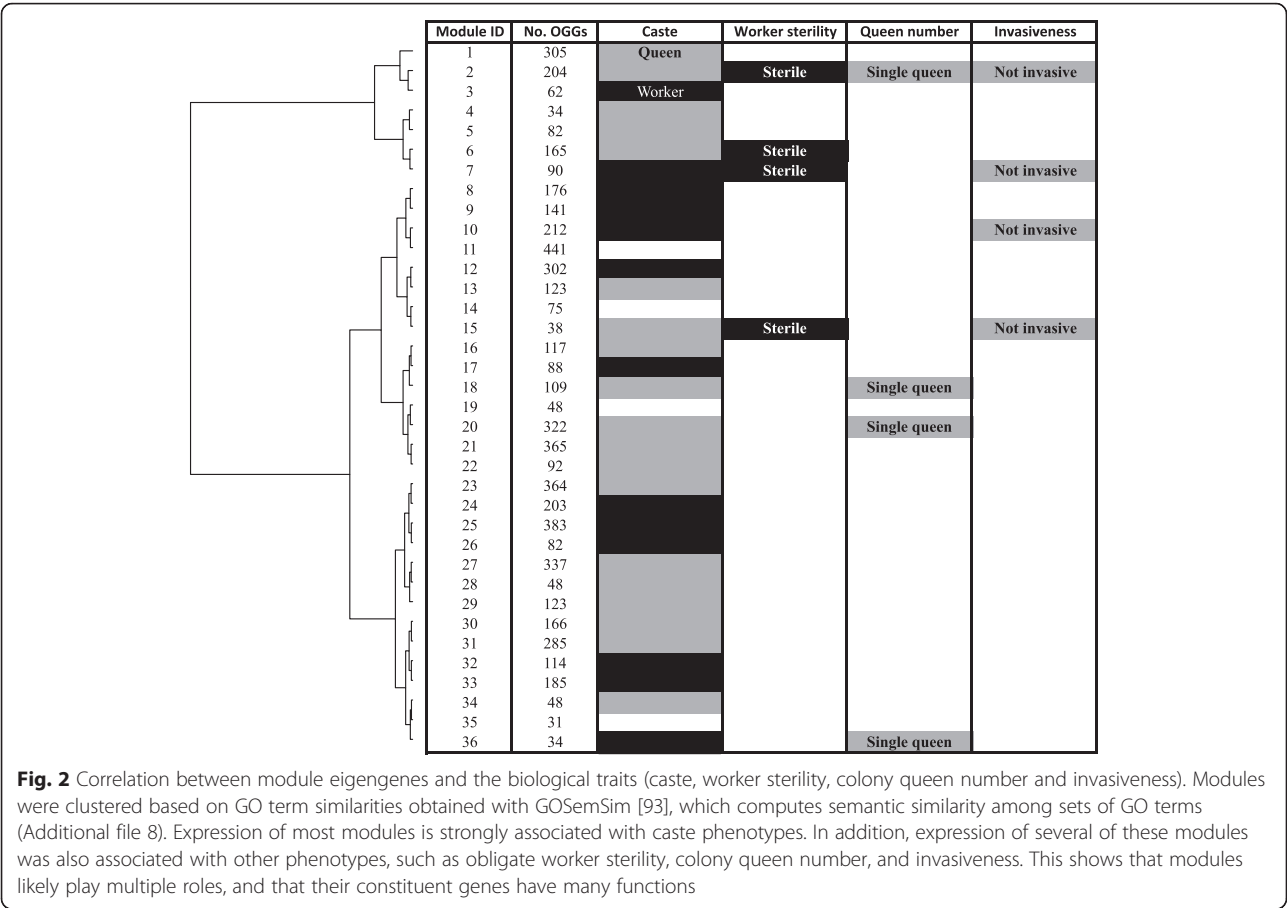 Module ID No. OGGs Caste Worker sterility Queen number Invasiveness
1 305 Queen
2 204 Sterile Single queen Not invasive
3 62 Worker
4 34
5 82
6 165 Sterile
7 90 Sterile Not invasive
8 176
9 141
10 212 Not invasive
11 441
12 302
13 123
14 75
15 38 Sterile Not invasive
16 117
17 88
18 109 Single queen
19 48
20 322 Single queen
21 365
22 92
23 364
24 203
25 383
26 82
27 337
28 48
29 123
30 166
31 285
32 114
33 185
34 48
35 31
36 34 Single queen
Fig. 2 Correlation between module eigengenes and the biological traits (caste, worker sterility, colony queen number and invasiveness). Modules
were clustered based on GO term similarities obtained with GOSemSim [93], which computes semantic similarity among sets of GO terms
(Additional file 8). Expression of most modules is strongly associated with caste phenotypes. In addition, expression of several of these modules
was also associated with other phenotypes, such as obligate worker sterility, colony queen number, and invasiveness. This shows that modules
likely play multiple roles, and that their constituent genes have many functions